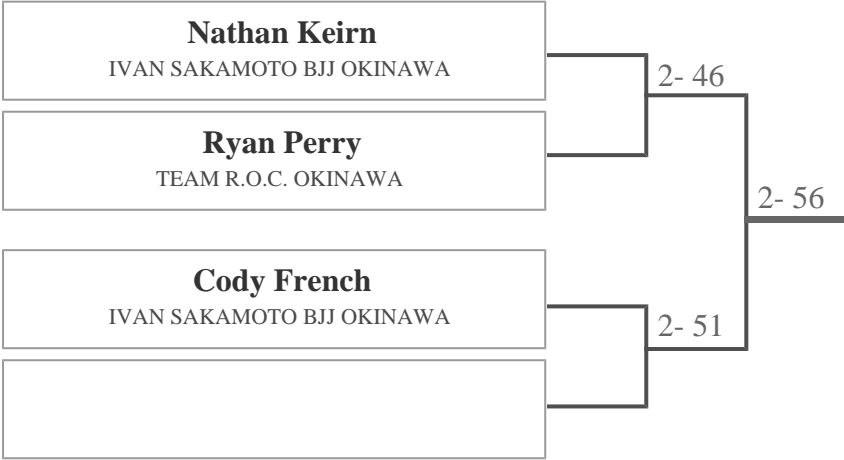 Nathan Keirn
IVAN SAKAMOTO BJJ OKINAWA
2- 46
Ryan Perry
TEAM R.O.C. OKINAWA
2- 56
Cody French
IVAN SAKAMOTO BJJ OKINAWA
2- 51